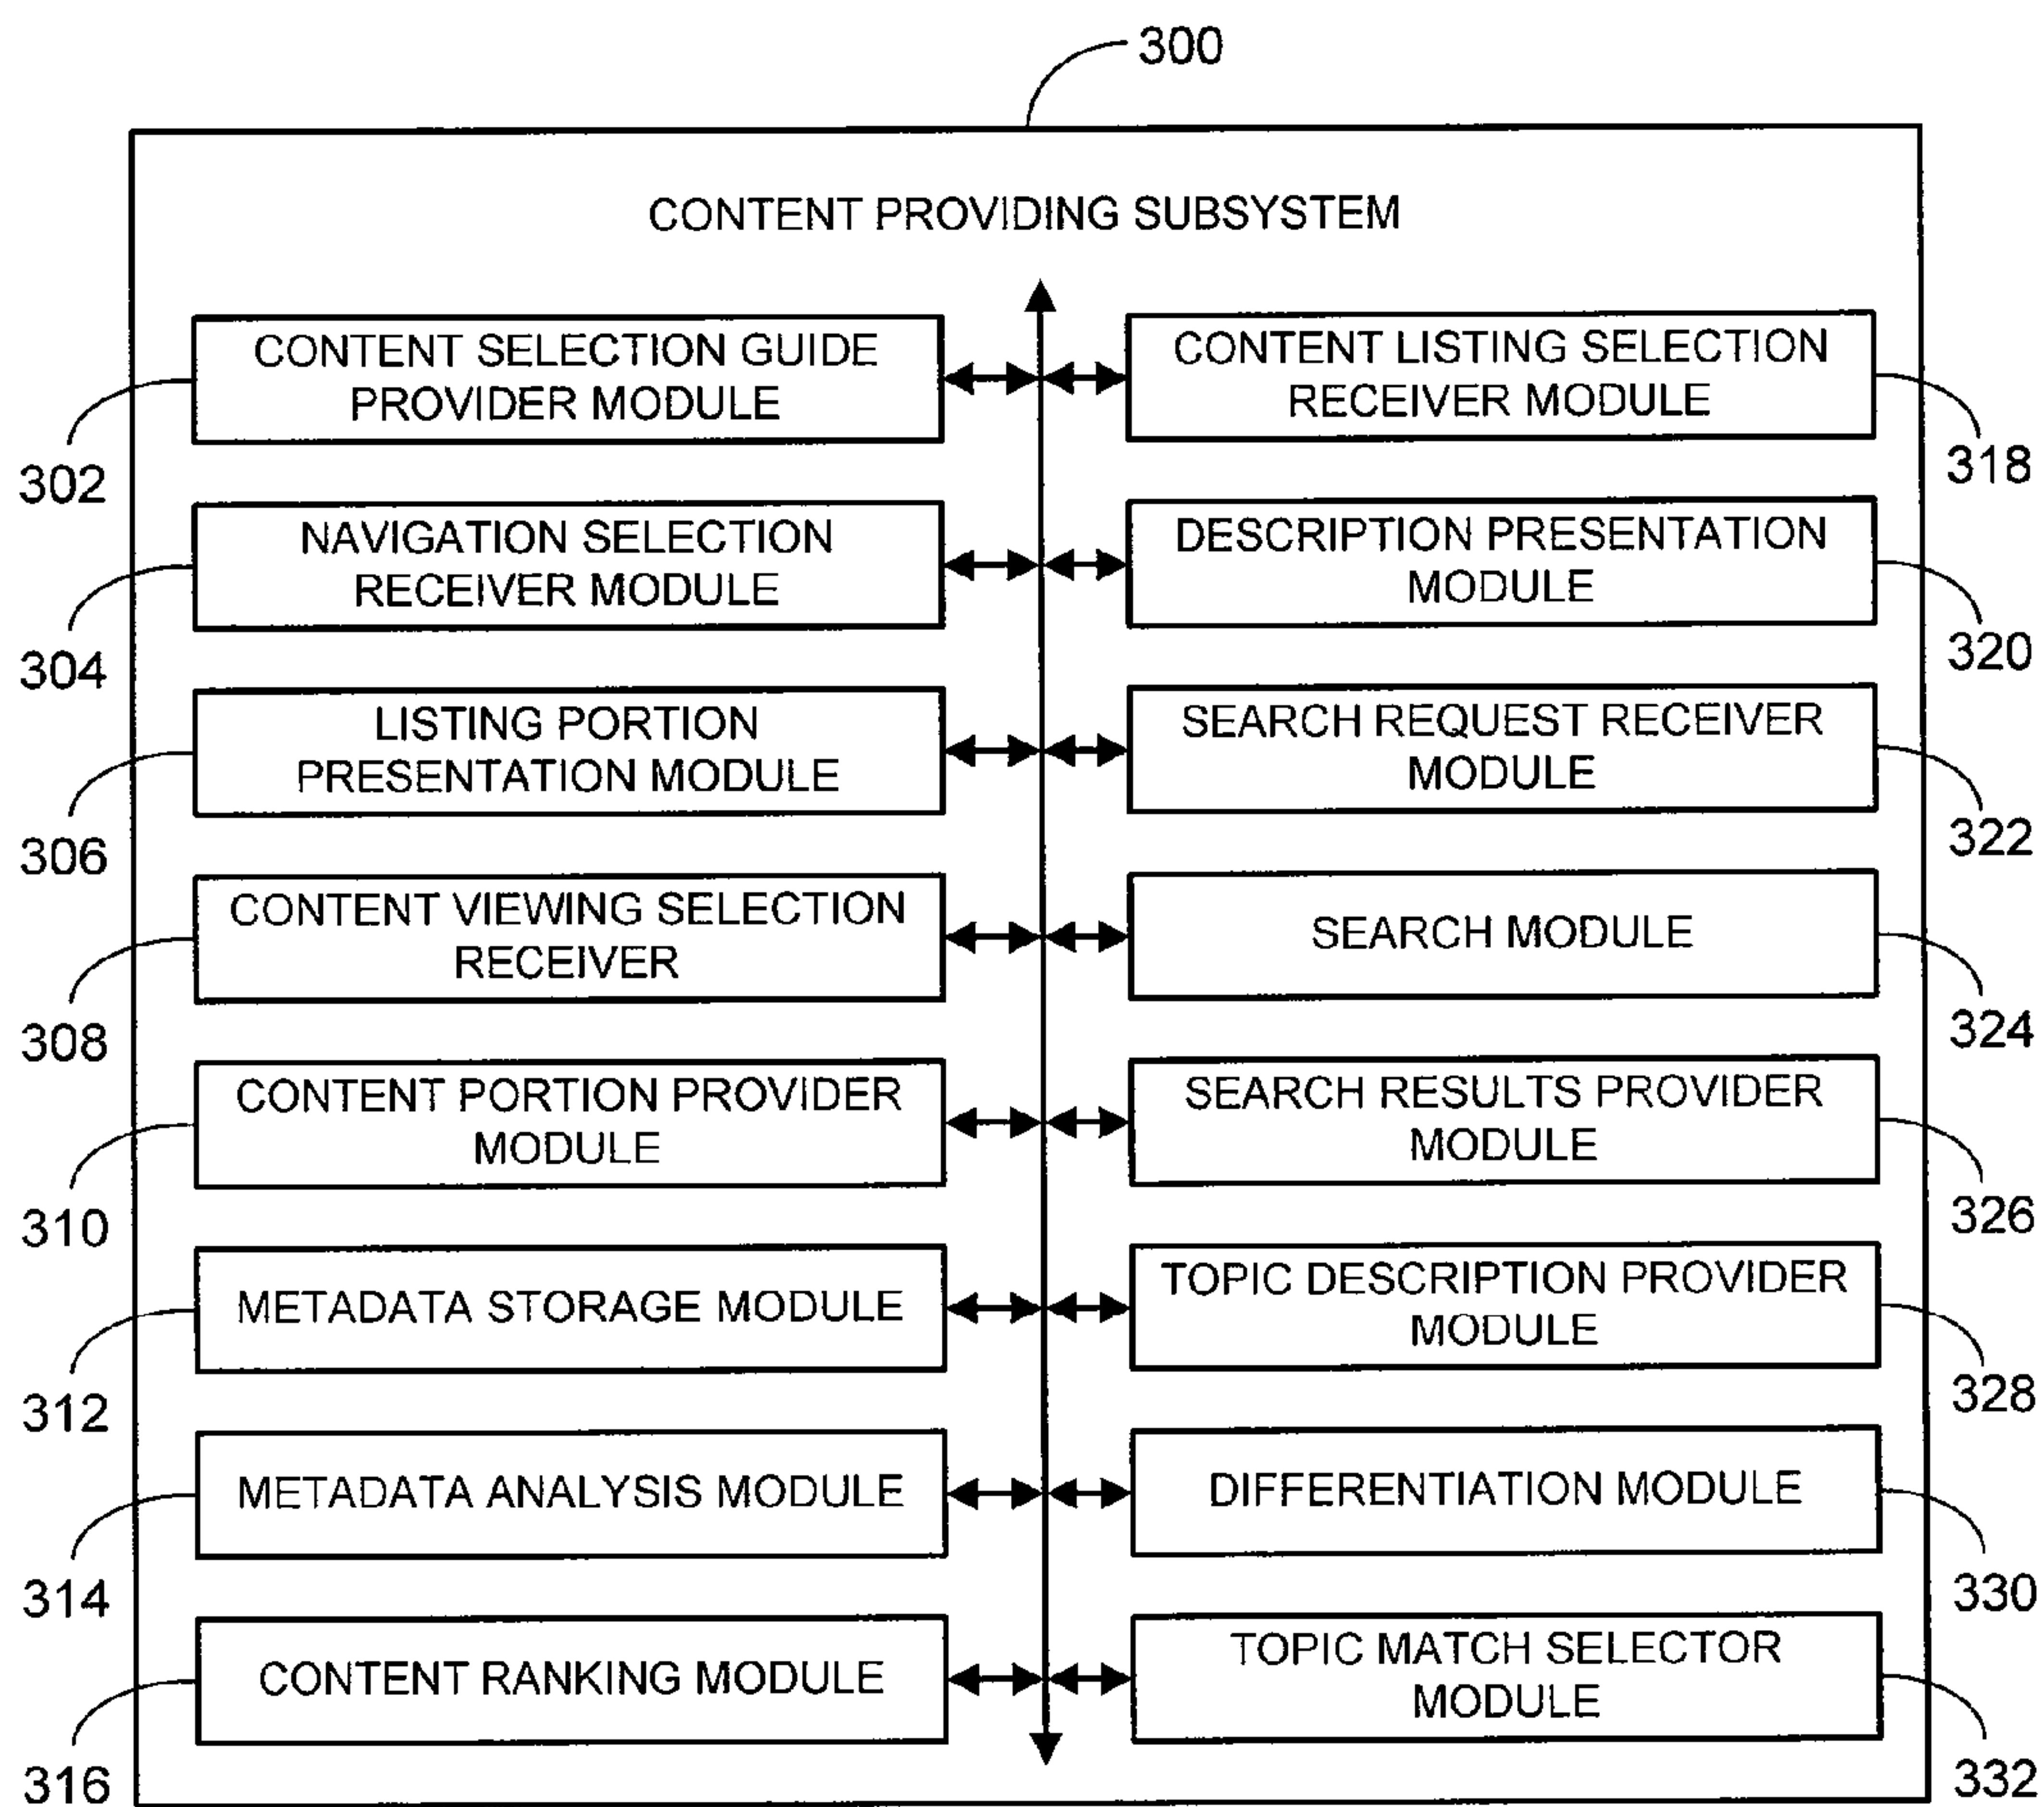 300
CONTENT PROVIDING SUBSYSTEM
CONTENT SELECTION GUIDE
PROVIDER MODULE
302
NAVIGATION SELECTION
RECEIVER MODULE
304
LISTING PORTION
PRESENTATION MODULE
306
CONTENT VIEWING SELECTION
RECEIVER
308
CONTENT PORTION PROVIDER
MODULE
310
METADATA STORAGE MODULE
312
METADATA ANALYSIS MODULE
314
CONTENT RANKING MODULE
316
CONTENT LISTING SELECTION
RECEIVER MODULE
318
DESCRIPTION PRESENTATION
MODULE
320
SEARCH REQUEST RECEIVER
MODULE
322
SEARCH MODULE
324
SEARCH RESULTS PROVIDER
MODULE
326
TOPIC DESCRIPTION PROVIDER
MODULE
328
DIFFERENTIATION MODULE
330
TOPIC MATCH SELECTOR
MODULE
332